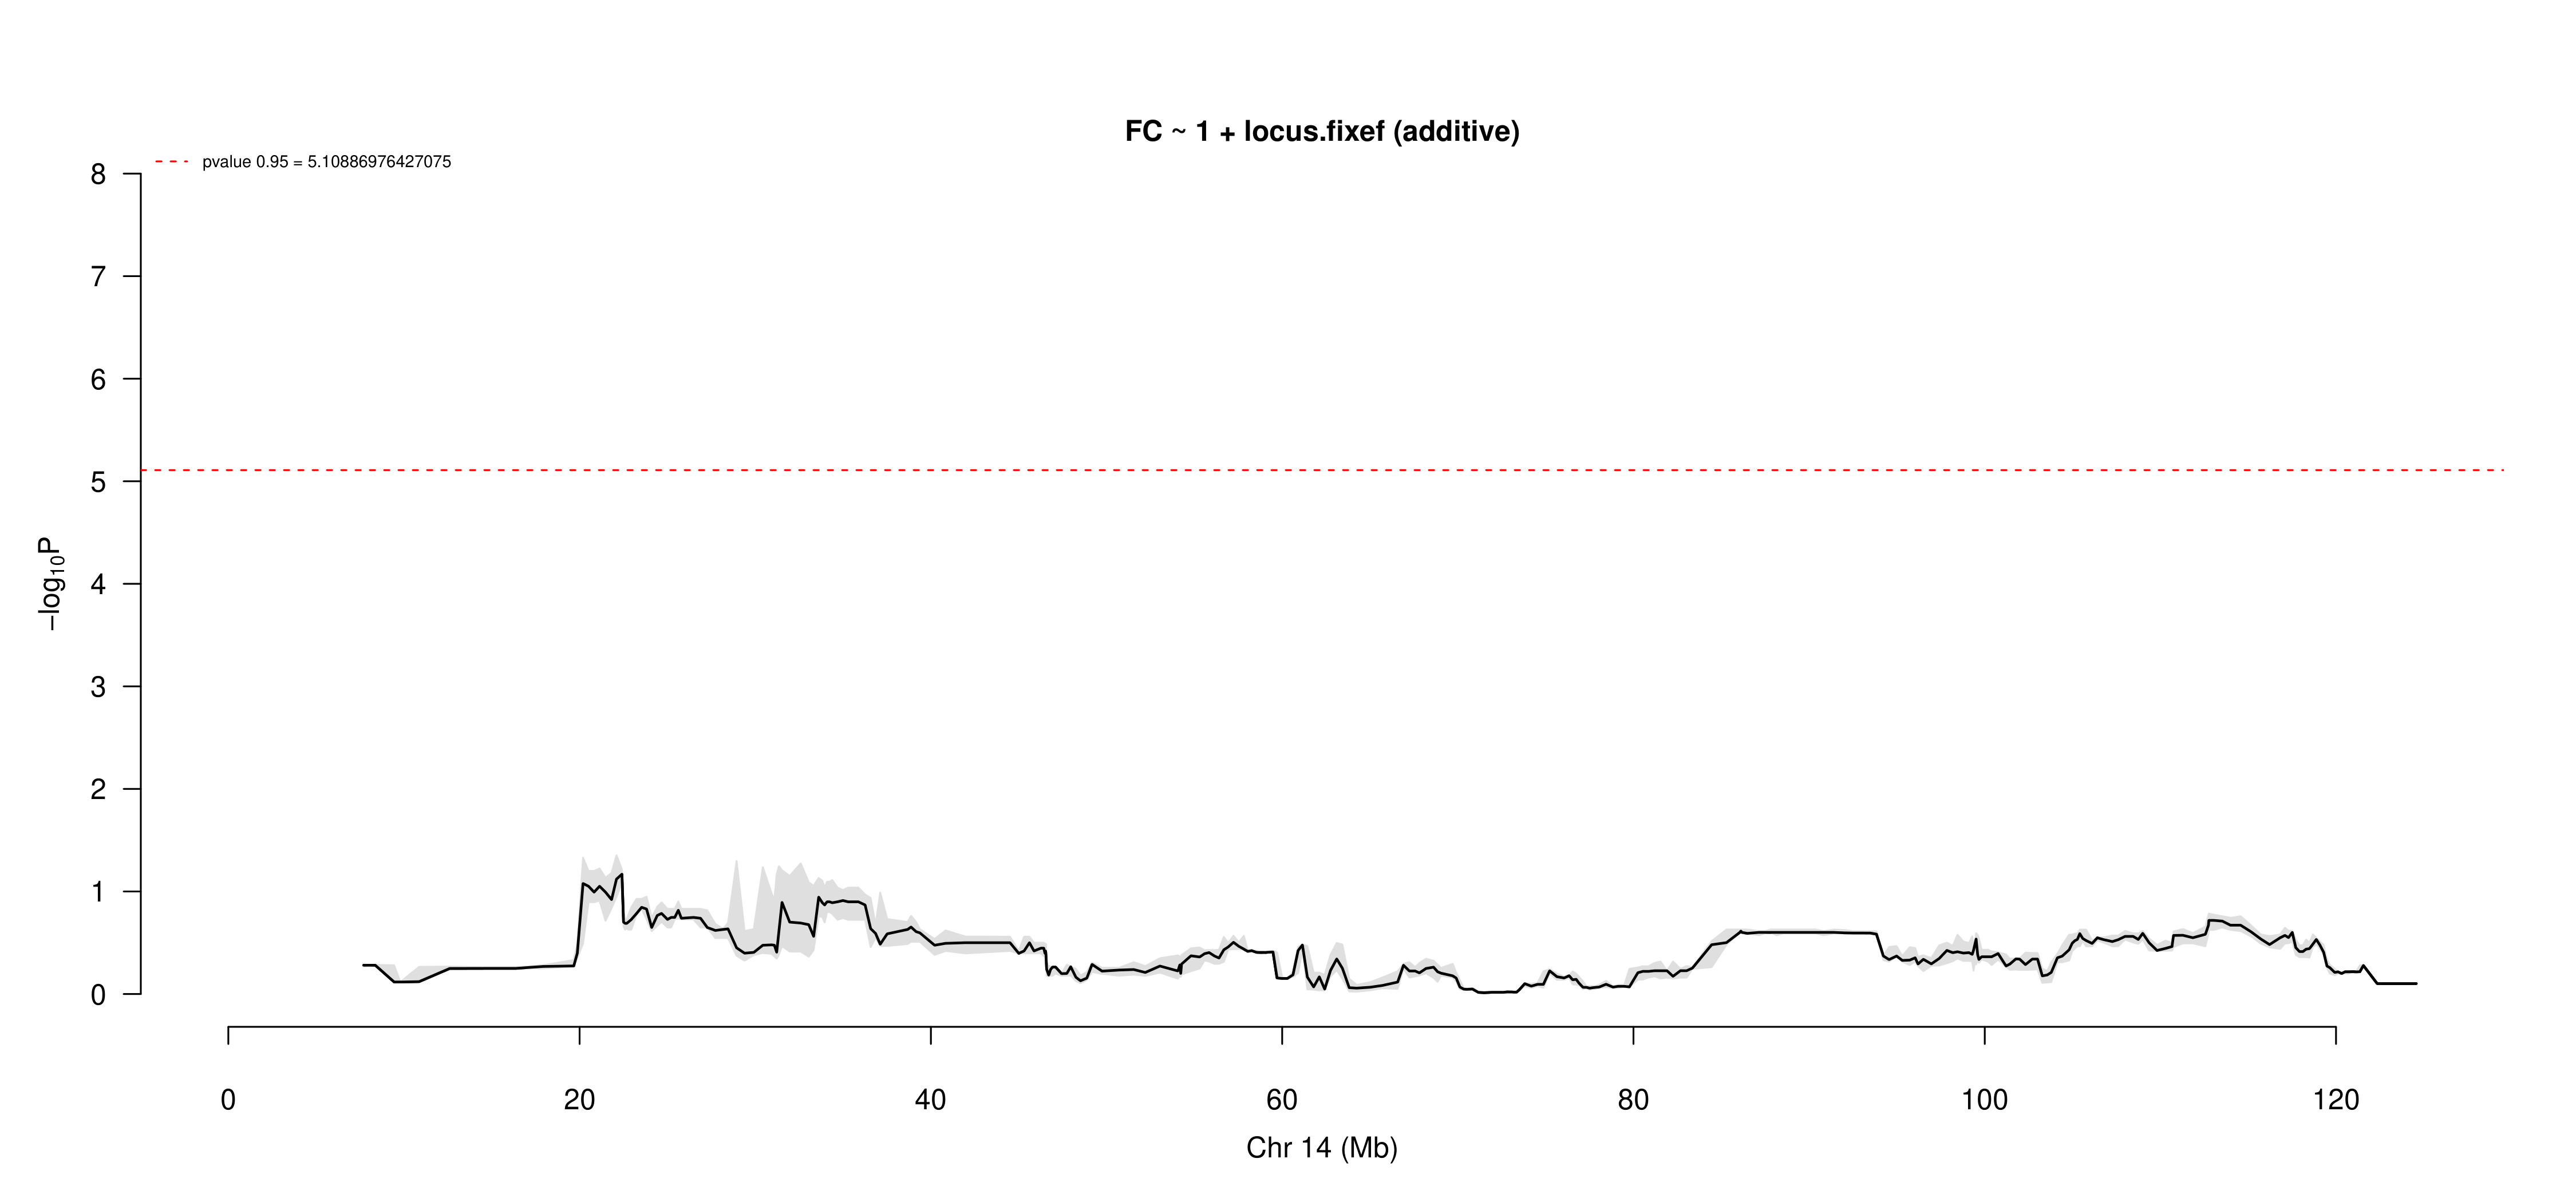 FC ~ 1 + locus.fixef (additive)
pvalue 0.95 = 5.10886976427075
8
7
6
5
4
3
2
1
0
−log10P
0 20 40 60 80 100 120
Chr 14 (Mb)